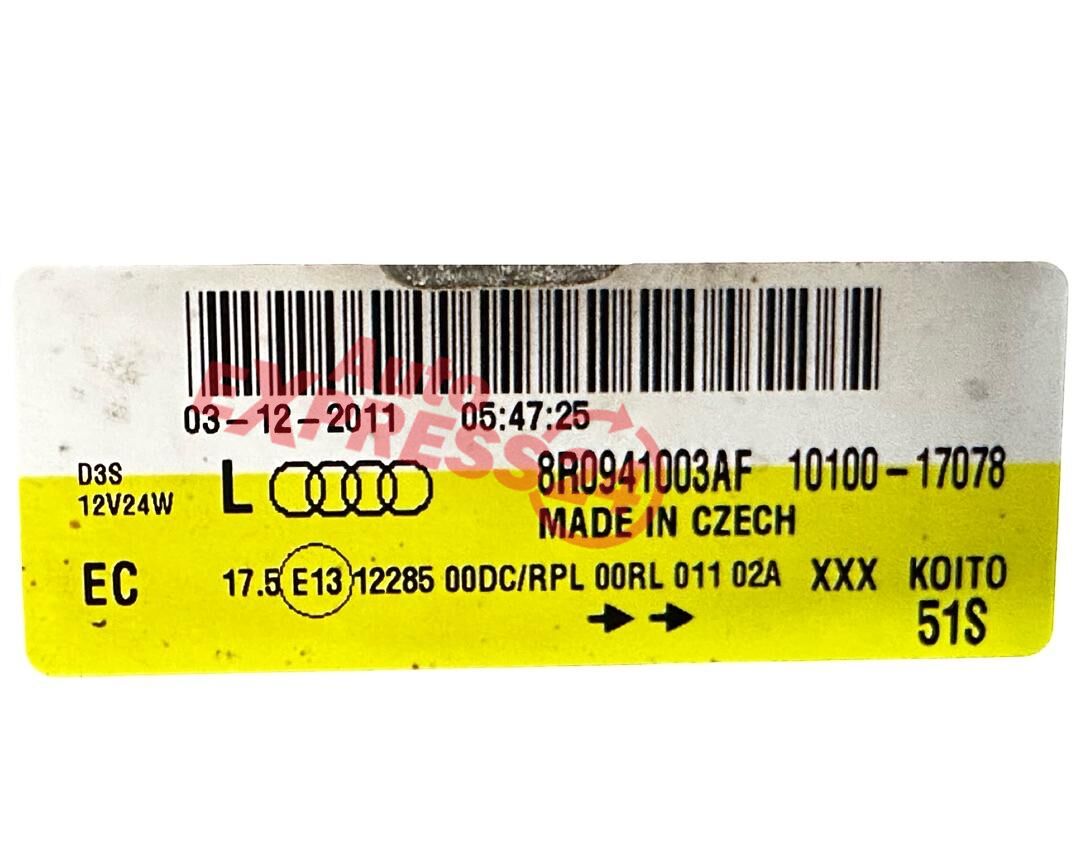 03-12-2011 05:47:25
Auto
EXPRESS24
D3S
12V24W
L 8R0941003AF 10100-17078
MADE IN CZECH
EC 17.5 E13 12285 00DC/RPL 00RL 011 02A XXX KOITO
51S